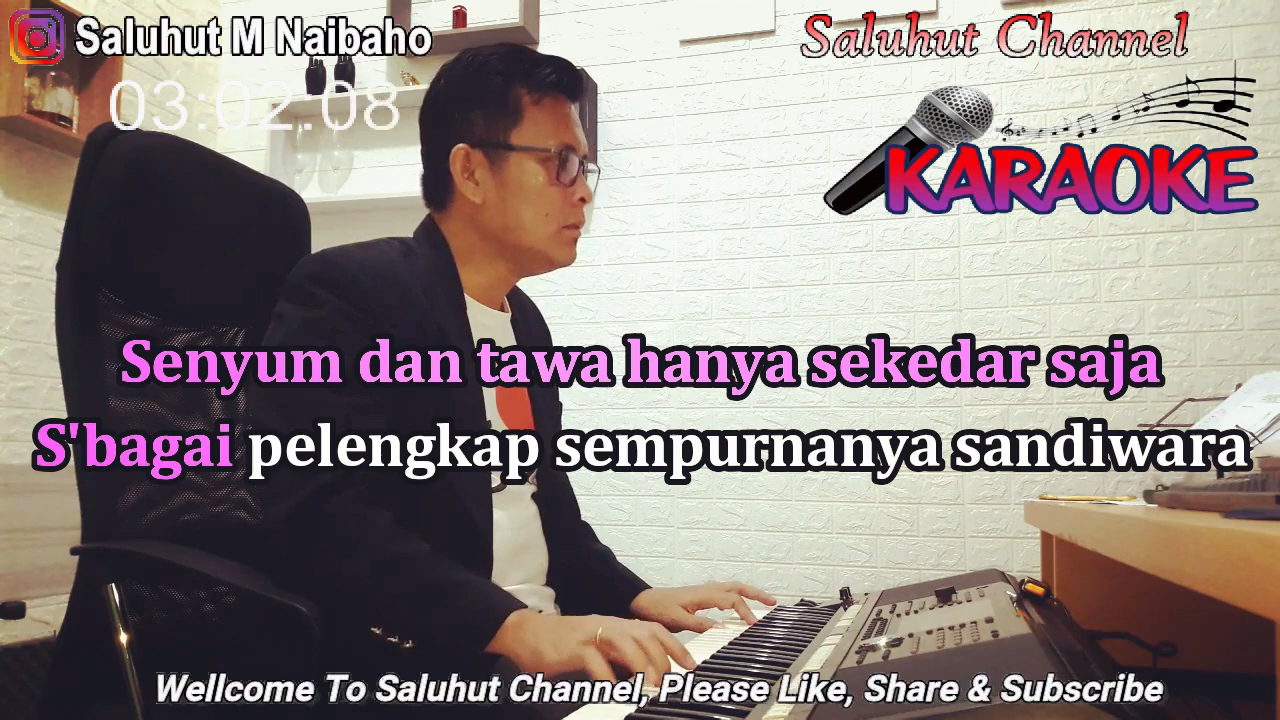 Saluhut M Naibaho
Saluhut Channel
03:02:08
KARAOKE
Senyum dan tawa hanya sekedar saja
S'bagai pelengkap sempurnanya sandiwara
Wellcome To Saluhut Channel, Please Like, Share & Subscribe